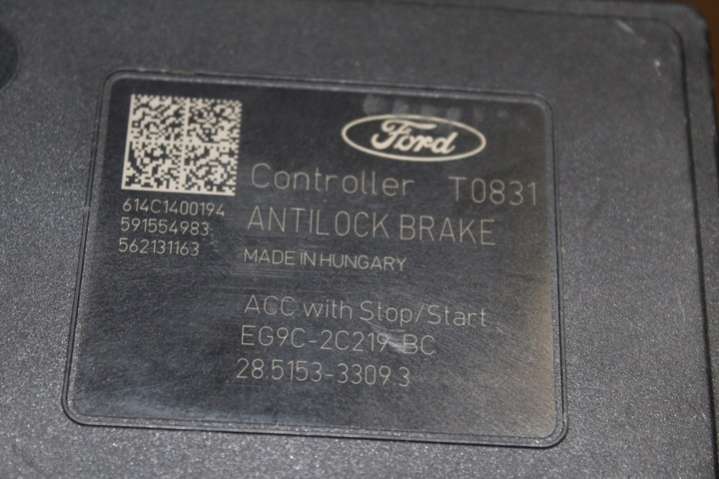 Ford
Controller T0831
614C1400194
591554983
562131163
ANTILOCK BRAKE
MADE IN HUNGARY
ACC with Stop/Start
EG9C-2C219-BC
28.5153-3309.3